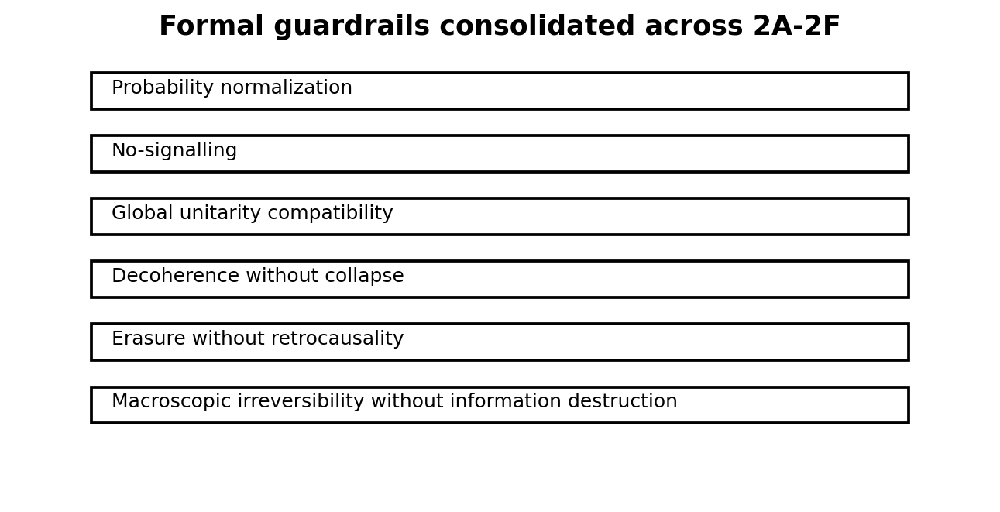 Formal guardrails consolidated across 2A-2F
Probability normalization
No-signalling
Global unitarity compatibility
Decoherence without collapse
Erasure without retrocausality
Macroscopic irreversibility without information destruction